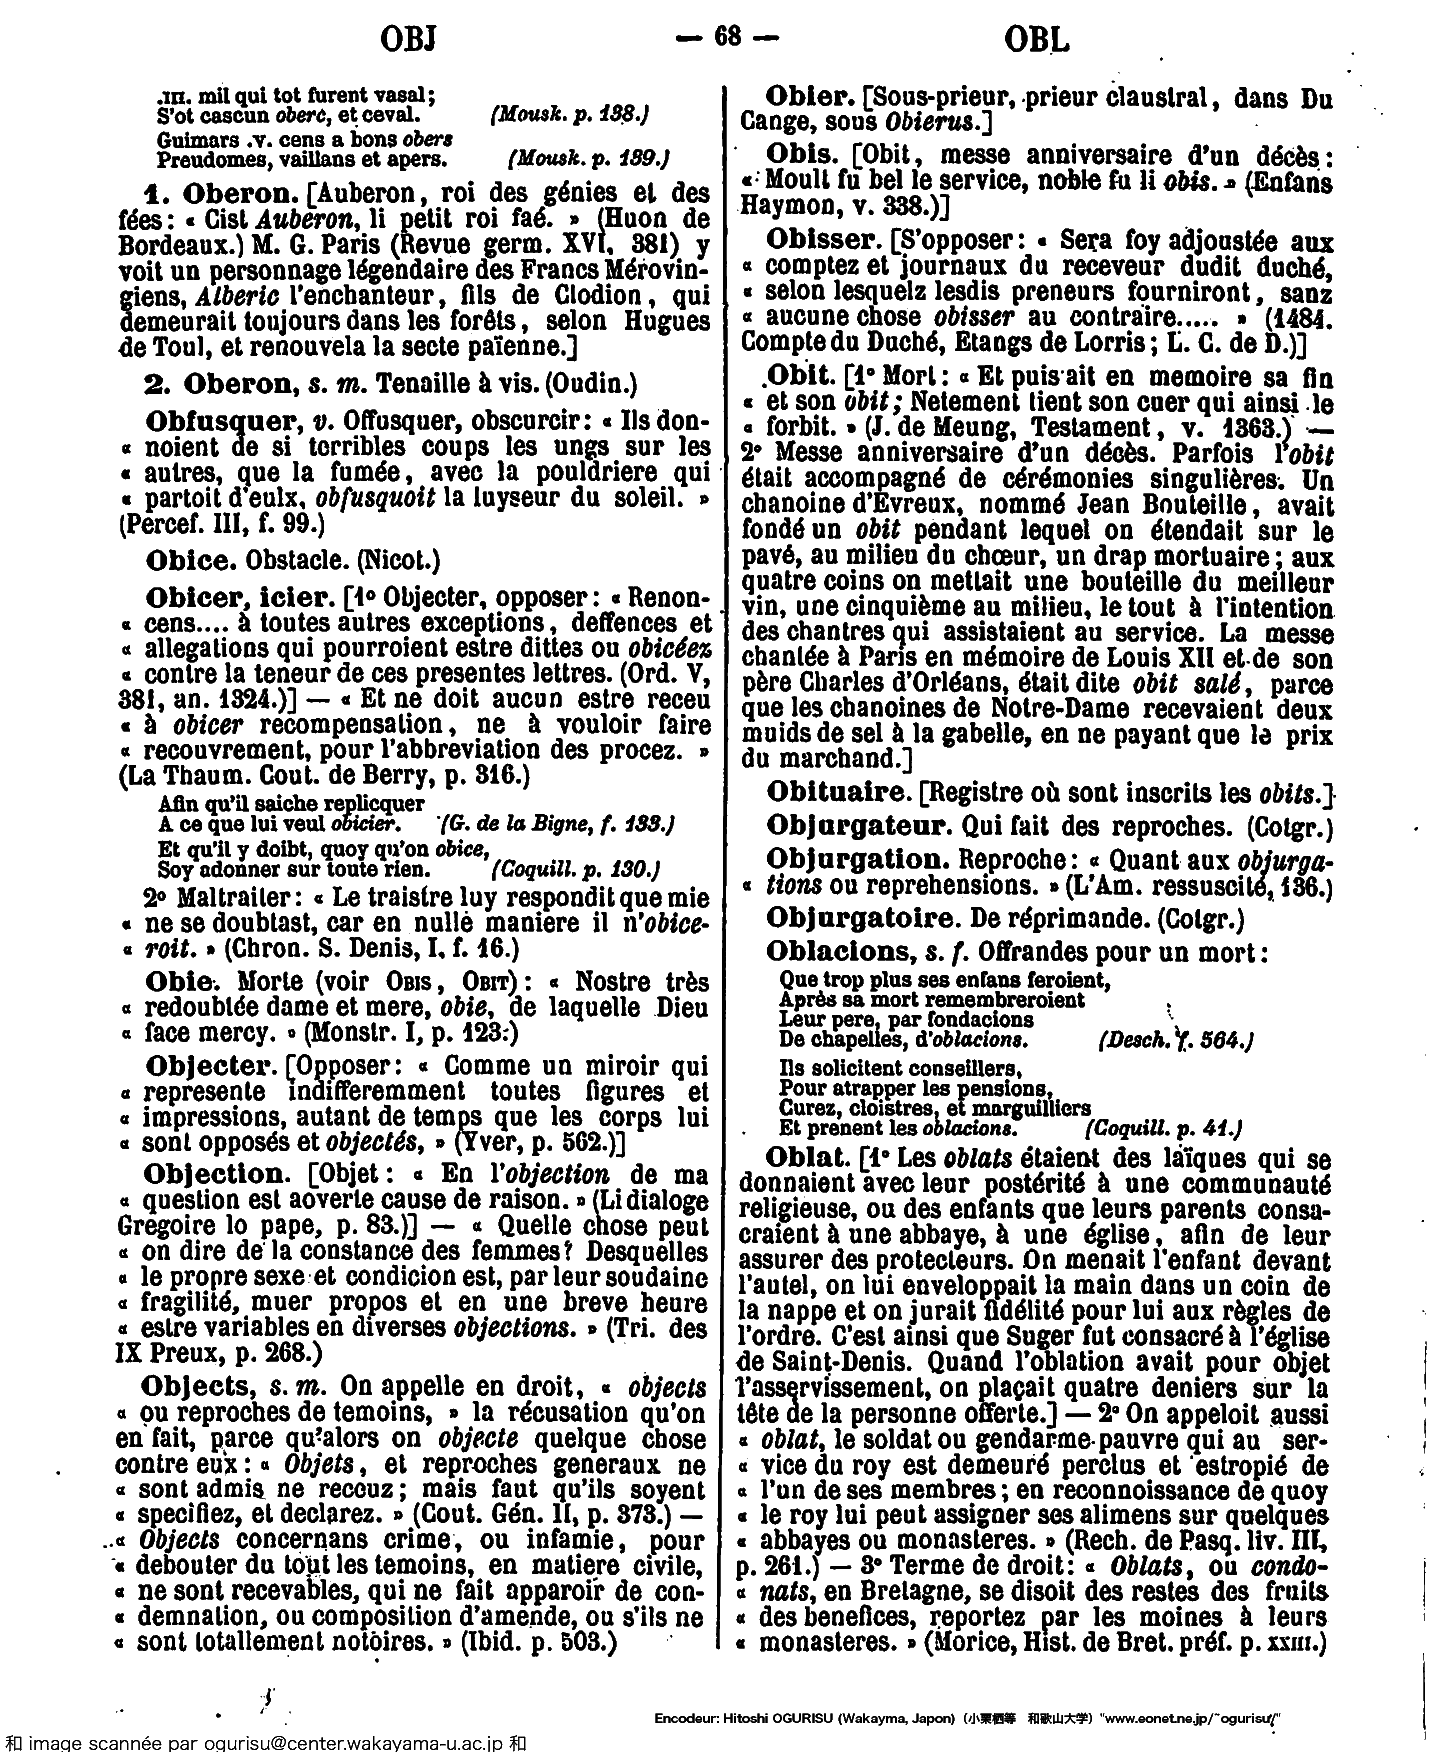 OBJ — 68 — OBL
.III. mil qui tot furent vasal;
S'ot cascun oberc, et ceval. (Mousk. p. 138.)
Guimars .v. cens a bons obers
Preudomes, vaillans et apers. (Mousk. p. 139.)
1. Oberon. [Auberon, roi des génies et des
fées: « Cist Auberon, li petit roi faé. » (Huon de
Bordeaux.) M. G. Paris (Revue germ. XVI, 381) y
voit un personnage légendaire des Francs Mérovin-
giens, Alberic l'enchanteur, fils de Clodion, qui
demeurait toujours dans les forêts, selon Hugues
de Toul, et renouvela la secte païenne.]
2. Oberon, s. m. Tenaille à vis. (Oudin.)
Obfusquer, v. Offusquer, obscurcir: « Ils don-
« noient de si terribles coups les ungs sur les
« autres, que la fumée, avec la pouldriere qui
« partoit d'eulx, obfusquoit la luyseur du soleil. »
(Percef. III, f. 99.)
Obice. Obstacle. (Nicot.)
Obicer, icier. [1° Objecter, opposer: « Renon-
« cens.... à toutes autres exceptions, deffences et
« allegations qui pourroient estre dittes ou obicéez
« contre la teneur de ces presentes lettres. (Ord. V,
381, an. 1324.)] — « Et ne doit aucun estre receu
« à obicer recompensation, ne à vouloir faire
« recouvrement, pour l'abbreviation des procez. »
(La Thaum. Cout. de Berry, p. 316.)
Afin qu'il saiche replicquer
A ce que lui veul obicier. (G. de la Bigne, f. 133.)
Et qu'il y doibt, quoy qu'on obice,
Soy adonner sur toute rien. (Coquill. p. 130.)
2° Maltraiter: « Le traistre luy respondit que mie
« ne se doubtast, car en nulle maniere il n'obice-
« roit. » (Chron. S. Denis, I, f. 16.)
Obie. Morte (voir OBIS, OBIT): « Nostre très
« redoubtée dame et mere, obie, de laquelle Dieu
« face mercy. » (Monstr. I, p. 123.)
Objecter. [Opposer: « Comme un miroir qui
« represente indifferemment toutes figures et
« impressions, autant de temps que les corps lui
« sont opposés et objectés, » (Yver, p. 562.)]
Objection. [Objet: « En l'objection de ma
« question est aoverte cause de raison. » (Li dialoge
Gregoire lo pape, p. 83.)] — « Quelle chose peut
« on dire de la constance des femmes? Desquelles
« le propre sexe et condicion est, par leur soudaine
« fragilité, muer propos et en une breve heure
« estre variables en diverses objections. » (Tri. des
IX Preux, p. 268.)
Objects, s. m. On appelle en droit, « objects
« ou reproches de temoins, » la récusation qu'on
en fait, parce qu'alors on objecte quelque chose
contre eux: « Objets, et reproches generaux ne
« sont admis ne receuz; mais faut qu'ils soyent
« specifiez, et declarez. » (Cout. Gén. II, p. 373.) —
« Objects concernans crime, ou infamie, pour
« debouter du tout les temoins, en matiere civile,
« ne sont recevables, qui ne fait apparoir de con-
« demnation, ou composition d'amende, ou s'ils ne
« sont totallement notoires. » (Ibid. p. 503.)
Obier. [Sous-prieur, prieur claustral, dans Du
Cange, sous Obierus.]
Obis. [Obit, messe anniversaire d'un décès:
« Moult fu bel le service, noble fu li obis. » (Enfans
Haymon, v. 338.)]
Obisser. [S'opposer: « Sera foy adjoustée aux
« comptez et journaux du receveur dudit duché,
« selon lesquelz lesdis preneurs fourniront, sanz
« aucune chose obisser au contraire..... » (1484.
Compte du Duché, Etangs de Lorris; L. C. de D.)]
Obit. [1° Mort: « Et puis ait en memoire sa fin
« et son obit; Netement tient son cuer qui ainsi le
« forbit. » (J. de Meung, Testament, v. 1363.) —
2° Messe anniversaire d'un décès. Parfois l'obit
était accompagné de cérémonies singulières. Un
chanoine d'Evreux, nommé Jean Bouteille, avait
fondé un obit pendant lequel on étendait sur le
pavé, au milieu du chœur, un drap mortuaire; aux
quatre coins on mettait une bouteille du meilleur
vin, une cinquième au milieu, le tout à l'intention
des chantres qui assistaient au service. La messe
chantée à Paris en mémoire de Louis XII et de son
père Charles d'Orléans, était dite obit salé, parce
que les chanoines de Notre-Dame recevaient deux
muids de sel à la gabelle, en ne payant que le prix
du marchand.]
Obituaire. [Registre où sont inscrits les obits.]
Objurgateur. Qui fait des reproches. (Cotgr.)
Objurgation. Reproche: « Quant aux objurga-
« tions ou reprehensions. » (L'Am. ressuscité, 136.)
Objurgatoire. De réprimande. (Cotgr.)
Oblacions, s. f. Offrandes pour un mort:
Que trop plus ses enfans feroient,
Après sa mort remembreroient
Leur pere, par fondacions
De chapelles, d'oblacions. (Desch. f. 564.)
Ils solicitent conseillers,
Pour atrapper les pensions,
Curez, cloistres, et marguilliers
Et prenent les oblacions. (Coquill. p. 41.)
Oblat. [1° Les oblats étaient des laïques qui se
donnaient avec leur postérité à une communauté
religieuse, ou des enfants que leurs parents consa-
craient à une abbaye, à une église, afin de leur
assurer des protecteurs. On menait l'enfant devant
l'autel, on lui enveloppait la main dans un coin de
la nappe et on jurait fidélité pour lui aux règles de
l'ordre. C'est ainsi que Suger fut consacré à l'église
de Saint-Denis. Quand l'oblation avait pour objet
l'asservissement, on plaçait quatre deniers sur la
tête de la personne offerte.] — 2° On appeloit aussi
« oblat, le soldat ou gendarme pauvre qui au ser-
« vice du roy est demeuré perclus et estropié de
« l'un de ses membres; en reconnoissance de quoy
« le roy lui peut assigner ses alimens sur quelques
« abbayes ou monasteres. » (Rech. de Pasq. liv. III,
p. 261.) — 3° Terme de droit: « Oblats, ou condo-
« nats, en Bretagne, se disoit des restes des fruits
« des benefices, reportez par les moines à leurs
« monasteres. » (Morice, Hist. de Bret. préf. p. XXIII.)
Encodeur: Hitoshi OGURISU (Wakayma, Japon) (小栗栖等 和歌山大学) "www.eonet.ne.jp/~ogurisu/"
和 image scannée par ogurisu@center.wakayama-u.ac.jp 和